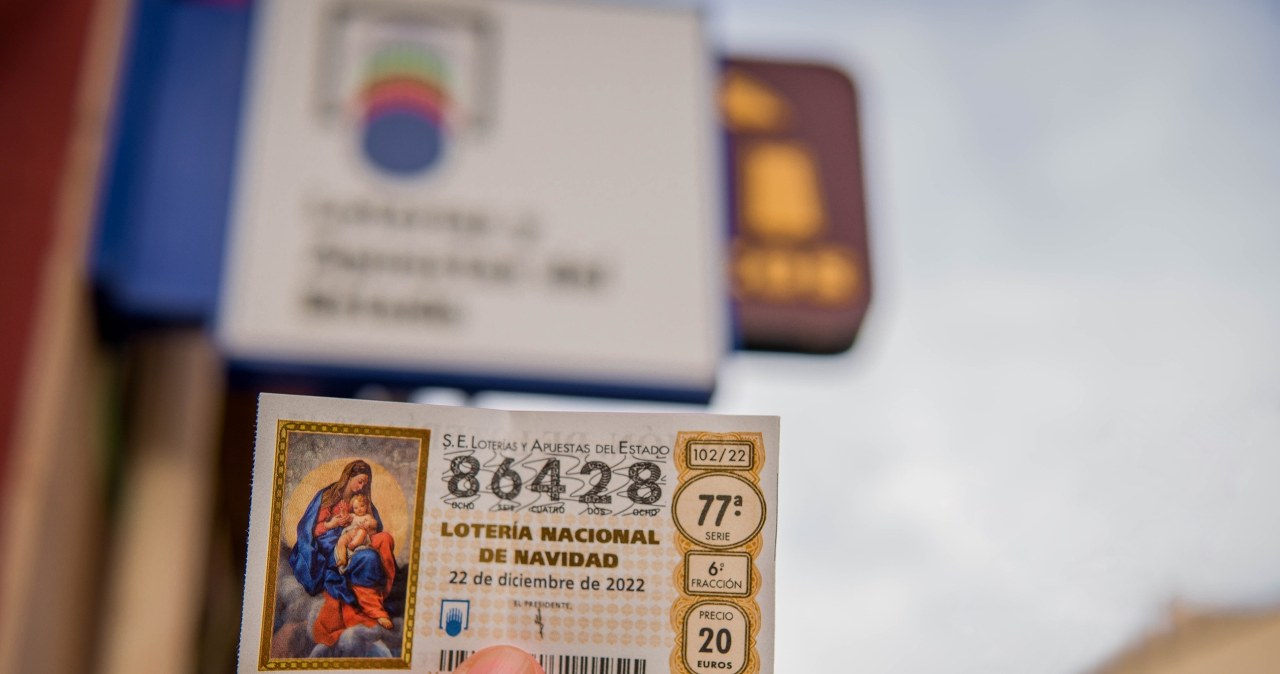 S.E. LOTERÍAS Y APUESTAS DEL ESTADO
86428
OCHO SEIS CUATRO DOS OCHO
LOTERÍA NACIONAL
DE NAVIDAD
22 de diciembre de 2022
EL PRESIDENTE,
102/22
77ª
SERIE
6ª
FRACCIÓN
PRECIO
20
EUROS